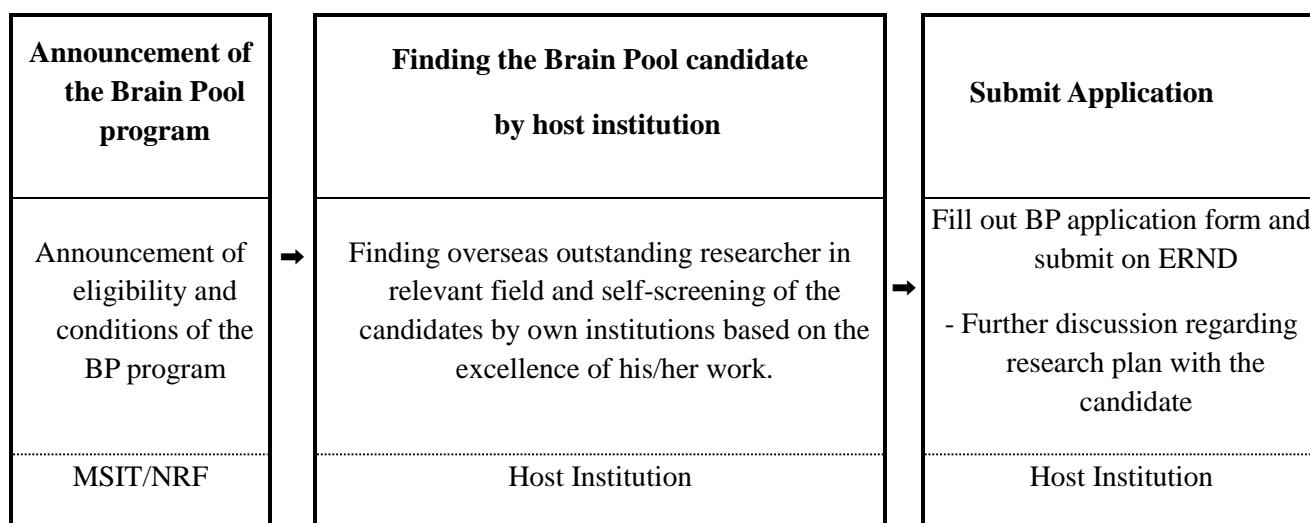 Announcement of
the Brain Pool
program
Announcement of
eligibility and
conditions of the
BP program
MSIT/NRF
➡
Finding the Brain Pool candidate
by host institution
Finding overseas outstanding researcher in
relevant field and self-screening of the
candidates by own institutions based on the
excellence of his/her work.
Host Institution
➡
Submit Application
Fill out BP application form and
submit on ERND
- Further discussion regarding
research plan with the
candidate
Host Institution